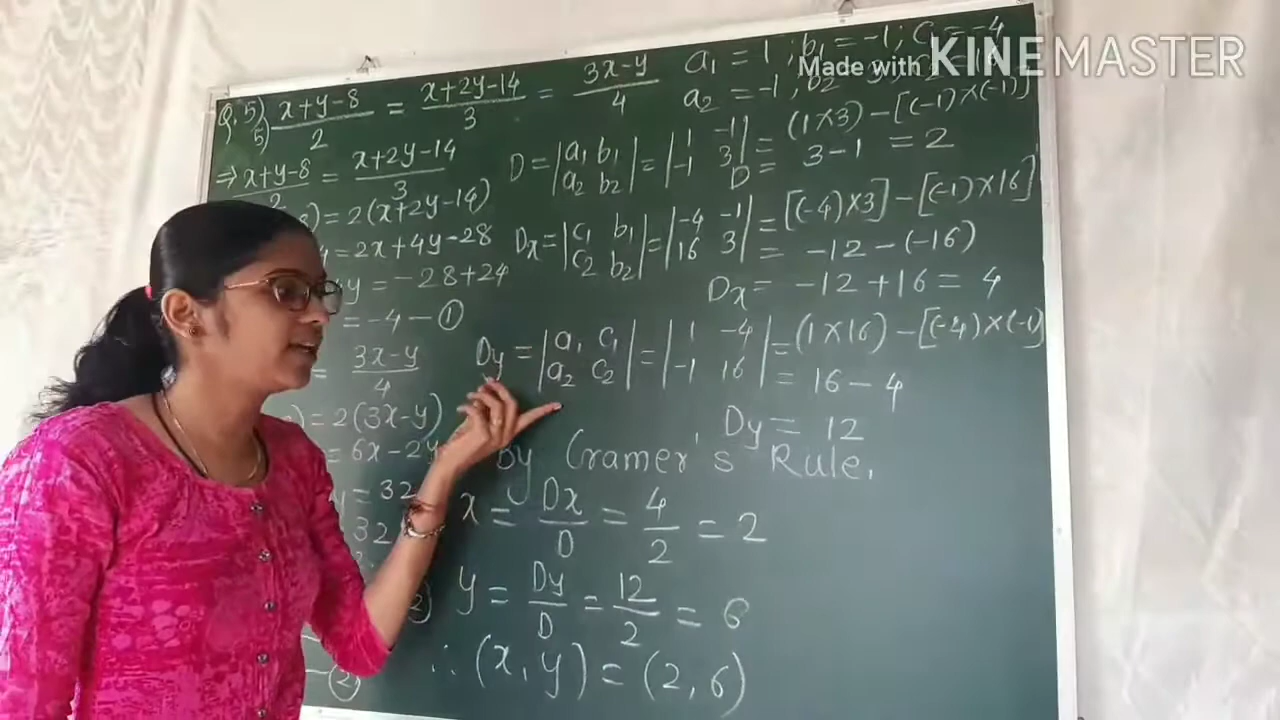 Made with KINEMASTER
Q.5) 5) x+y-8/2 = x+2y-14/3 = 3x-y/4
⇒ x+y-8/2 = x+2y-14/3
) = 2(x+2y-14)
= 2x+4y-28
y = -28+24
= -4 — ①
= 3x-y/4
) = 2(3x-y)
= 6x-2y
= 32
32
— ②
a₁ = 1 ; b₁ = -1 ; c₁ = -4
a₂ = -1 , b₂
D = |a₁ b₁| = |1 -1| = (1×3) - [(-1)×(-1)]
|a₂ b₂| |-1 3|
D = 3-1 = 2
Dx = |c₁ b₁| = |-4 -1| = [(-4)×3] - [(-1)×16]
|c₂ b₂| |16 3| = -12-(-16)
Dx = -12+16 = 4
Dy = |a₁ c₁| = |1 -4| = (1×16) - [(-4)×(-1)]
|a₂ c₂| |-1 16| = 16-4
Dy = 12
By Cramer's Rule,
x = Dx/D = 4/2 = 2
y = Dy/D = 12/2 = 6
∴ (x, y) = (2, 6)